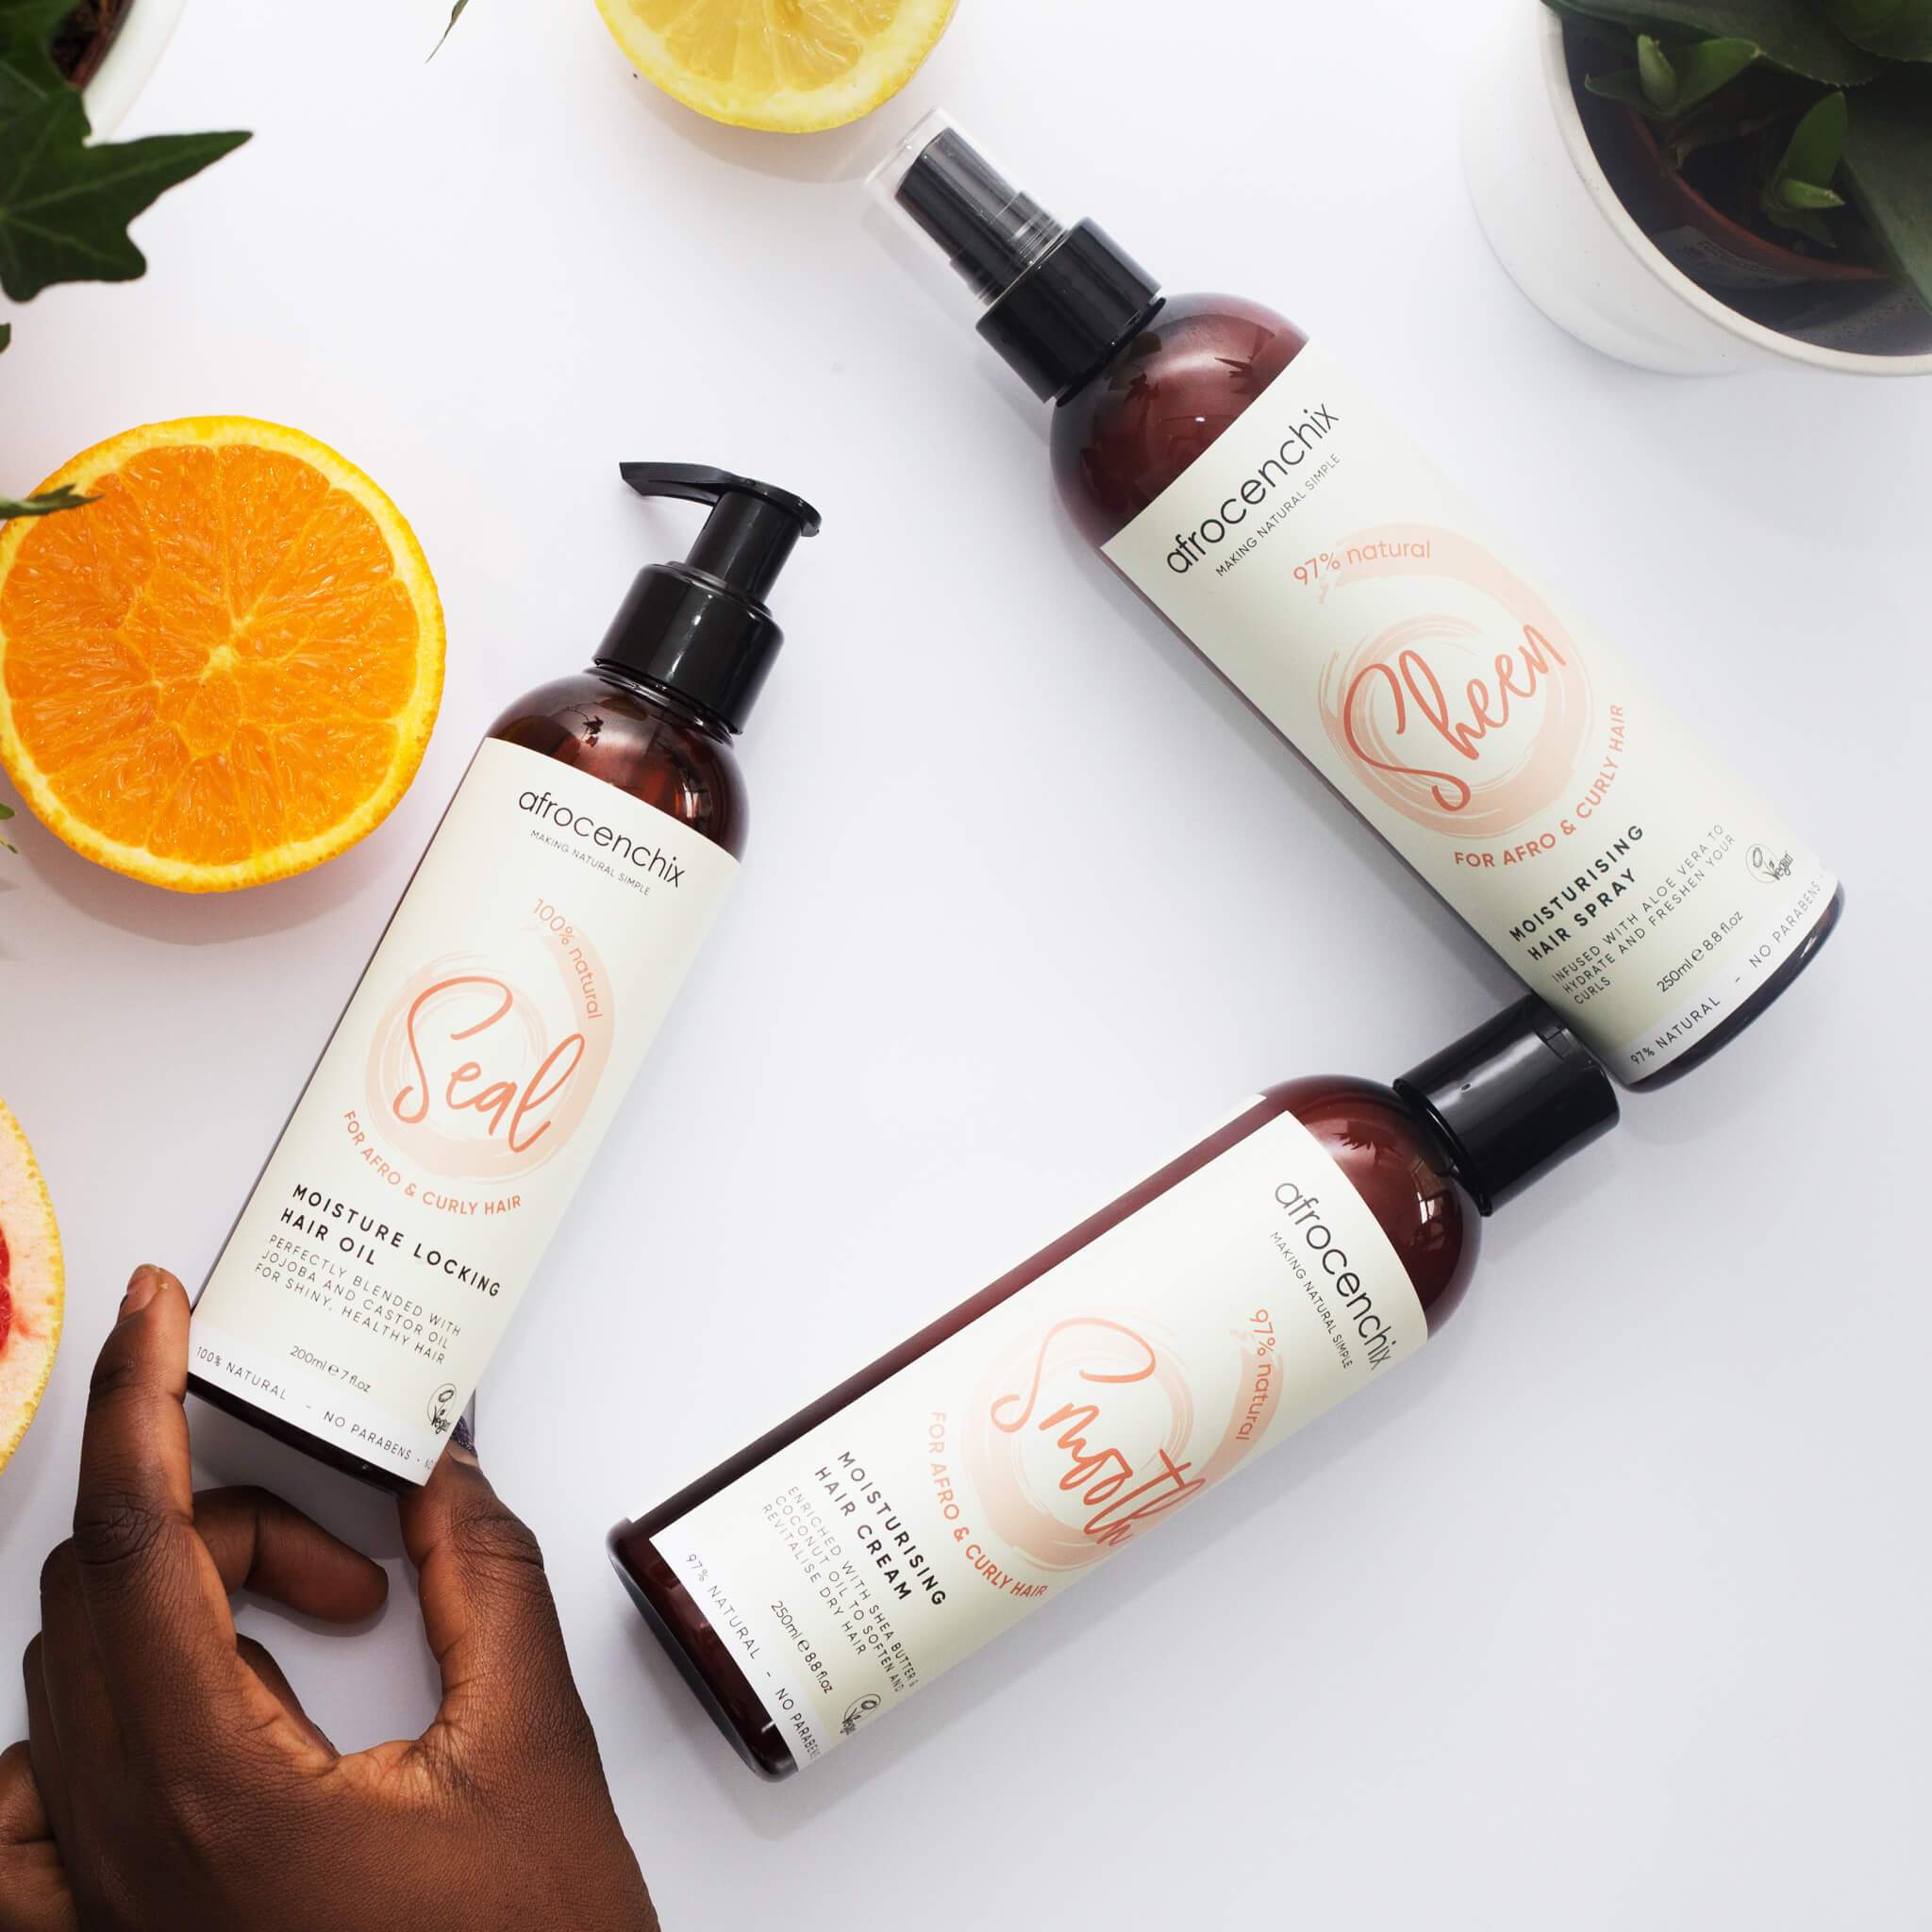 afrocenchix
MAKING NATURAL SIMPLE
97% natural
Sheen
FOR AFRO & CURLY HAIR
MOISTURISING
HAIR SPRAY
INFUSED WITH ALOE VERA TO
HYDRATE AND FRESHEN YOUR
CURLS
250ml e 8.8 fl.oz
Vegan
97% NATURAL - NO PARABENS -
afrocenchix
MAKING NATURAL SIMPLE
100% natural
Seal
FOR AFRO & CURLY HAIR
MOISTURE LOCKING
HAIR OIL
PERFECTLY BLENDED WITH
JOJOBA AND CASTOR OIL
FOR SHINY, HEALTHY HAIR
200ml e 7 fl.oz
Vegan
100% NATURAL - NO PARABENS -
afrocenchix
MAKING NATURAL SIMPLE
97% natural
Smooth
FOR AFRO & CURLY HAIR
MOISTURISING
HAIR CREAM
ENRICHED WITH SHEA BUTTER &
COCONUT OIL TO SOFTEN AND
REVITALISE DRY HAIR
250ml e 8.8 fl.oz
Vegan
97% NATURAL - NO PARABENS